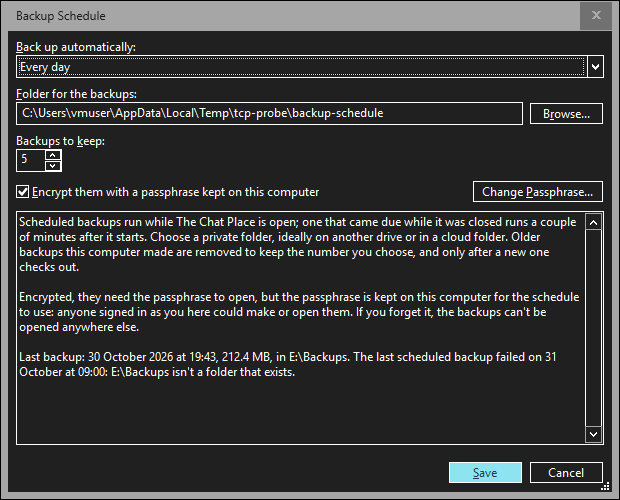 Backup Schedule
Back up automatically:
Every day
Folder for the backups:
C:\Users\vmuser\AppData\Local\Temp\tcp-probe\backup-schedule
Browse...
Backups to keep:
5
Encrypt them with a passphrase kept on this computer
Change Passphrase...
Scheduled backups run while The Chat Place is open; one that came due while it was closed runs a couple
of minutes after it starts. Choose a private folder, ideally on another drive or in a cloud folder. Older
backups this computer made are removed to keep the number you choose, and only after a new one
checks out.
Encrypted, they need the passphrase to open, but the passphrase is kept on this computer for the schedule
to use: anyone signed in as you here could make or open them. If you forget it, the backups can't be
opened anywhere else.
Last backup: 30 October 2026 at 19:43, 212.4 MB, in E:\Backups. The last scheduled backup failed on 31
October at 09:00: E:\Backups isn't a folder that exists.
Save
Cancel